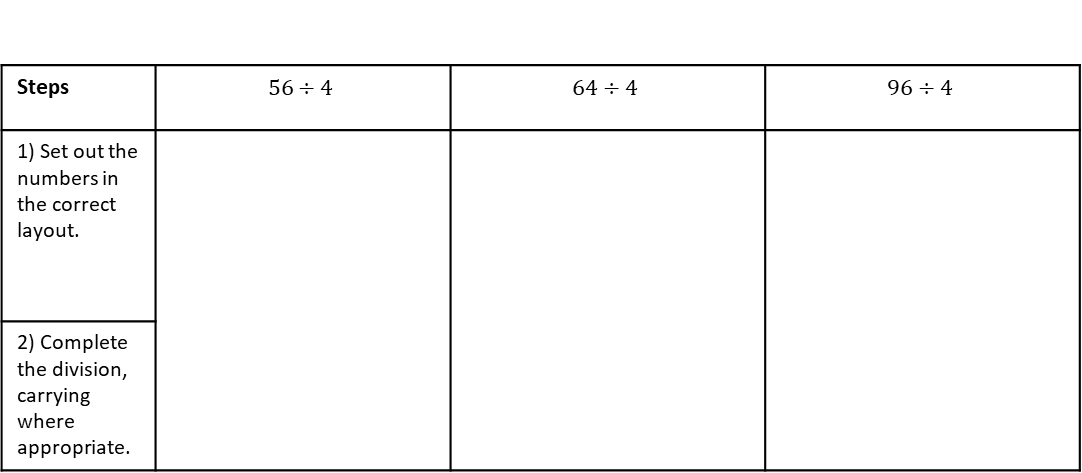 Steps
56 ÷ 4
64 ÷ 4
96 ÷ 4
1) Set out the
numbers in
the correct
layout.
2) Complete
the division,
carrying
where
appropriate.